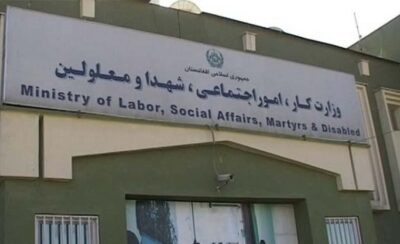 جمهوری اسلامی افغانستان
وزارت کار، امور اجتماعی، شهدا و معلولین
Ministry of Labor, Social Affairs, Martyrs & Disabled